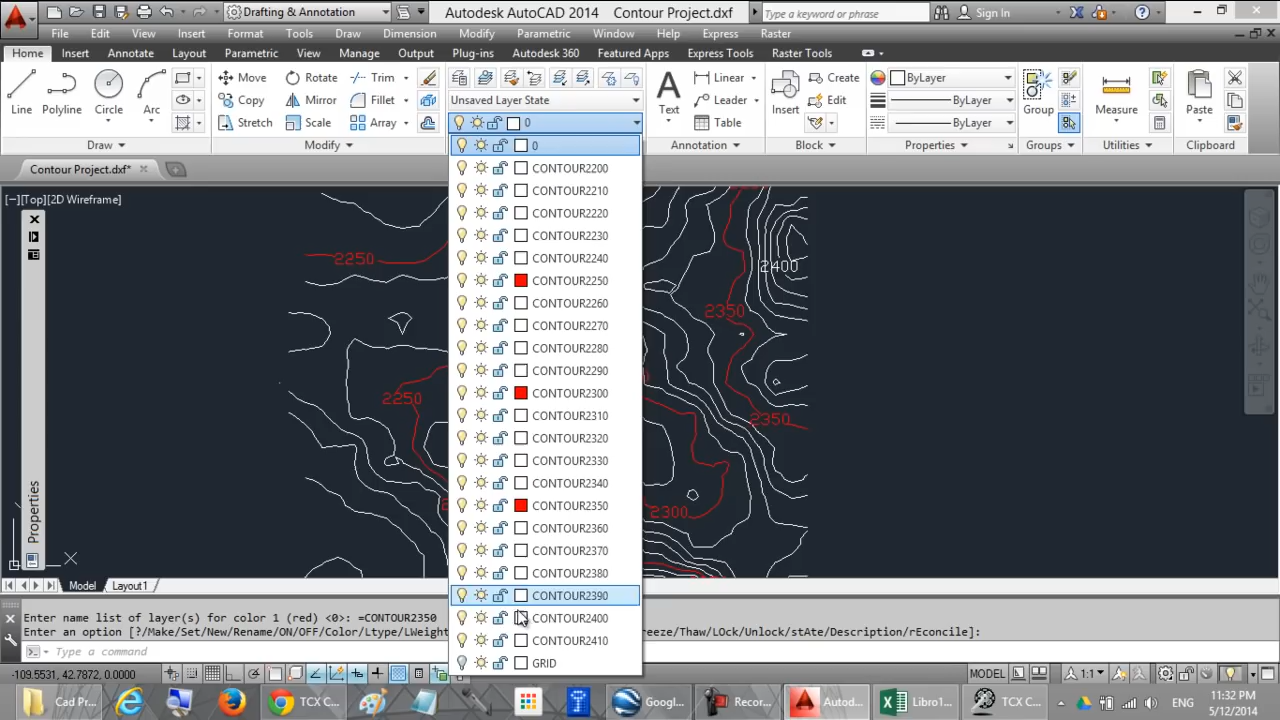 Drafting & Annotation
Autodesk AutoCAD 2014 Contour Project.dxf
Type a keyword or phrase
Sign In
File Edit View Insert Format Tools Draw Dimension Modify Parametric Window Help Express Raster
Home Insert Annotate Layout Parametric View Manage Output Plug-ins Autodesk 360 Featured Apps Express Tools Raster Tools
Line
Polyline
Circle
Arc
Move
Rotate
Trim
Copy
Mirror
Fillet
Stretch
Scale
Array
Unsaved Layer State
0
Text
Linear
Leader
Table
Insert
Create
Edit
ByLayer
ByLayer
ByLayer
Group
Measure
Paste
Draw
Modify
Annotation
Block
Properties
Groups
Utilities
Clipboard
Contour Project.dxf*
[−][Top][2D Wireframe]
0
CONTOUR2200
CONTOUR2210
CONTOUR2220
CONTOUR2230
CONTOUR2240
CONTOUR2250
CONTOUR2260
CONTOUR2270
CONTOUR2280
CONTOUR2290
CONTOUR2300
CONTOUR2310
CONTOUR2320
CONTOUR2330
CONTOUR2340
CONTOUR2350
CONTOUR2360
CONTOUR2370
CONTOUR2380
CONTOUR2390
CONTOUR2400
CONTOUR2410
GRID
2250
2400
2350
2250
2350
2300
Properties
Model
Layout1
Enter name list of layer(s) for color 1 (red) <0>: =CONTOUR2350
Enter an option [?/Make/Set/New/Rename/ON/OFF/Color/Ltype/LWeight
reeze/Thaw/LOck/Unlock/stAte/Description/rEconcile]:
Type a command
-109.5531, 42.7872, 0.0000
MODEL
1:1
Cad Pr...
TCX C...
Googl...
Recor...
Autod...
Libro1...
TCX C...
ENG
11:32 PM
5/12/2014